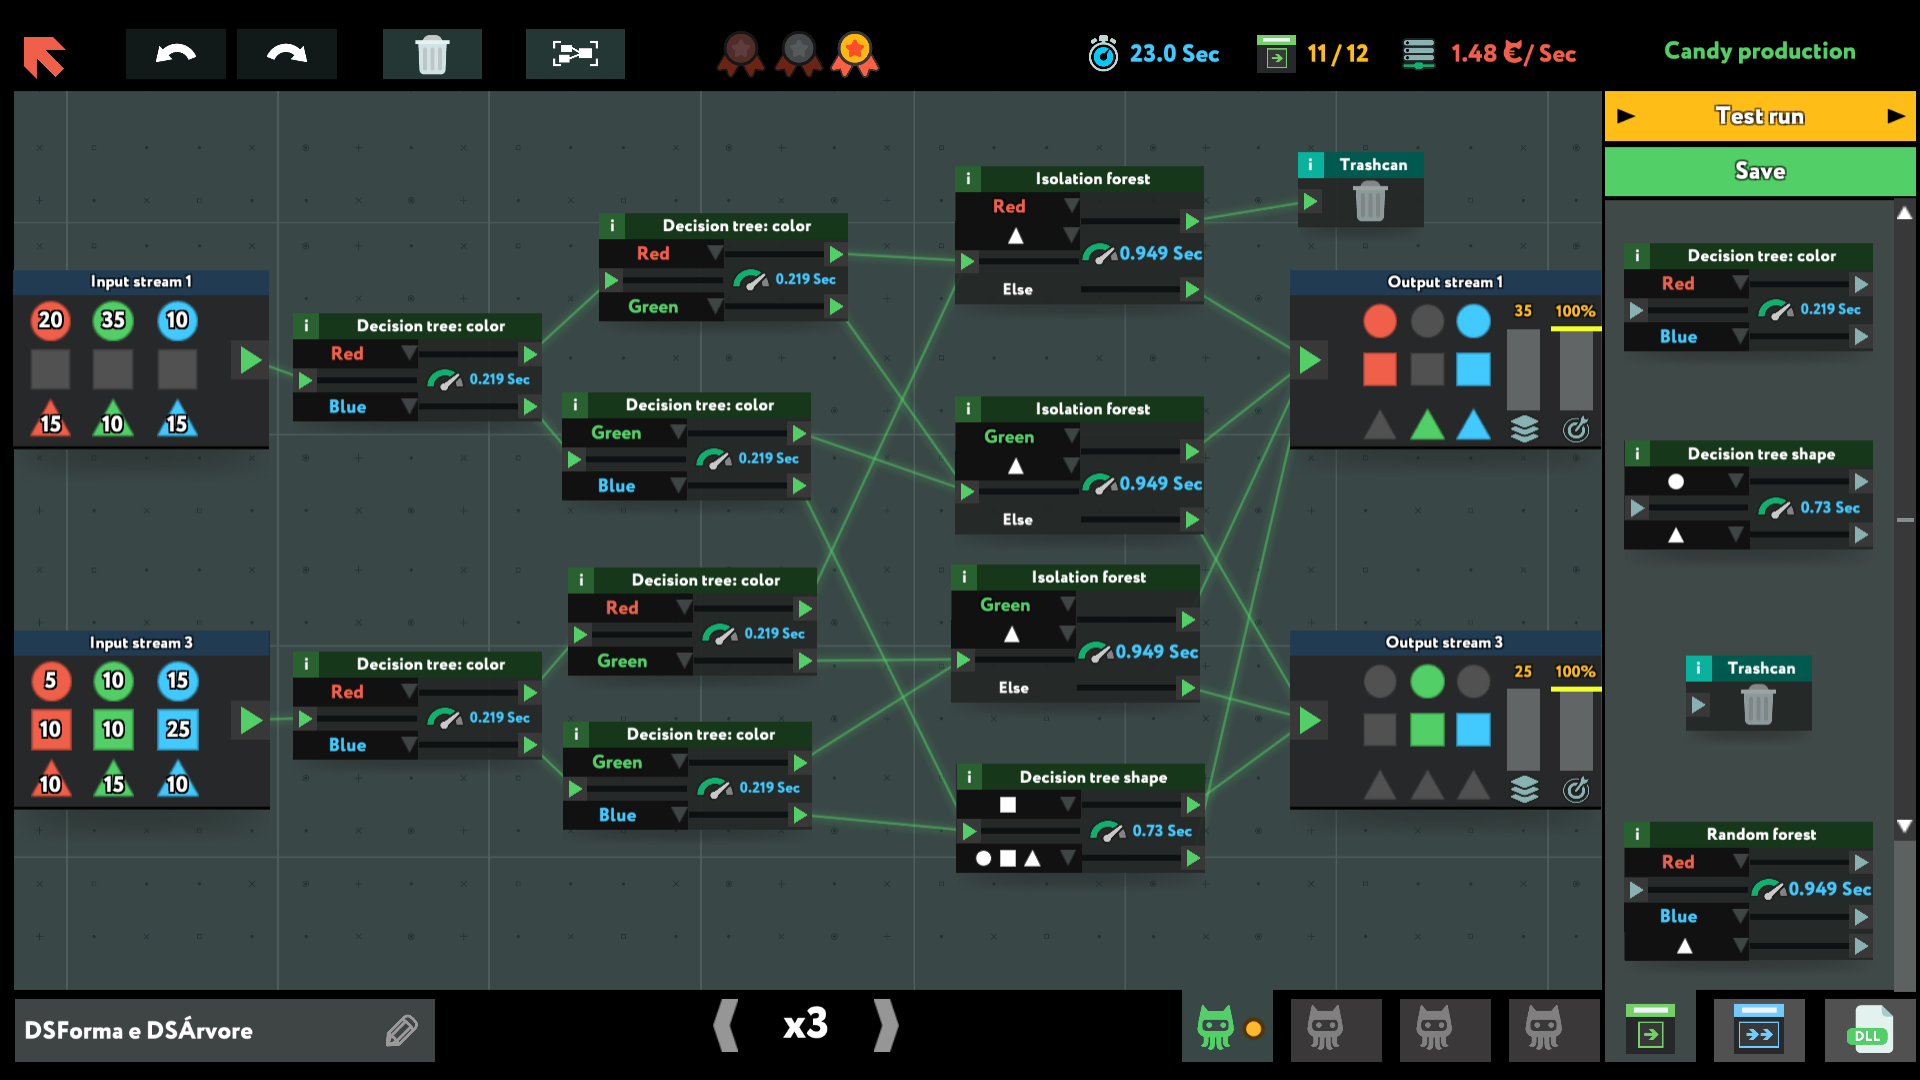 23.0 Sec
11 / 12
1.48 €/ Sec
Candy production
Test run
Save
i Trashcan
i Isolation forest
Red
0.949 Sec
Else
i Decision tree: color
Red
0.219 Sec
Green
Input stream 1
20 35 10
15 10 15
i Decision tree: color
Red
0.219 Sec
Blue
i Decision tree: color
Green
0.219 Sec
Blue
i Isolation forest
Green
0.949 Sec
Else
Output stream 1
35 100%
i Decision tree: color
Red
0.219 Sec
Green
i Isolation forest
Green
0.949 Sec
Else
Input stream 3
5 10 15
10 10 25
10 15 10
i Decision tree: color
Red
0.219 Sec
Blue
i Decision tree: color
Green
0.219 Sec
Blue
i Decision tree shape
0.73 Sec
Output stream 3
25 100%
i Decision tree: color
Red
0.219 Sec
Blue
i Decision tree shape
0.73 Sec
i Trashcan
i Random forest
Red
0.949 Sec
Blue
DSForma e DSÁrvore
x3
DLL